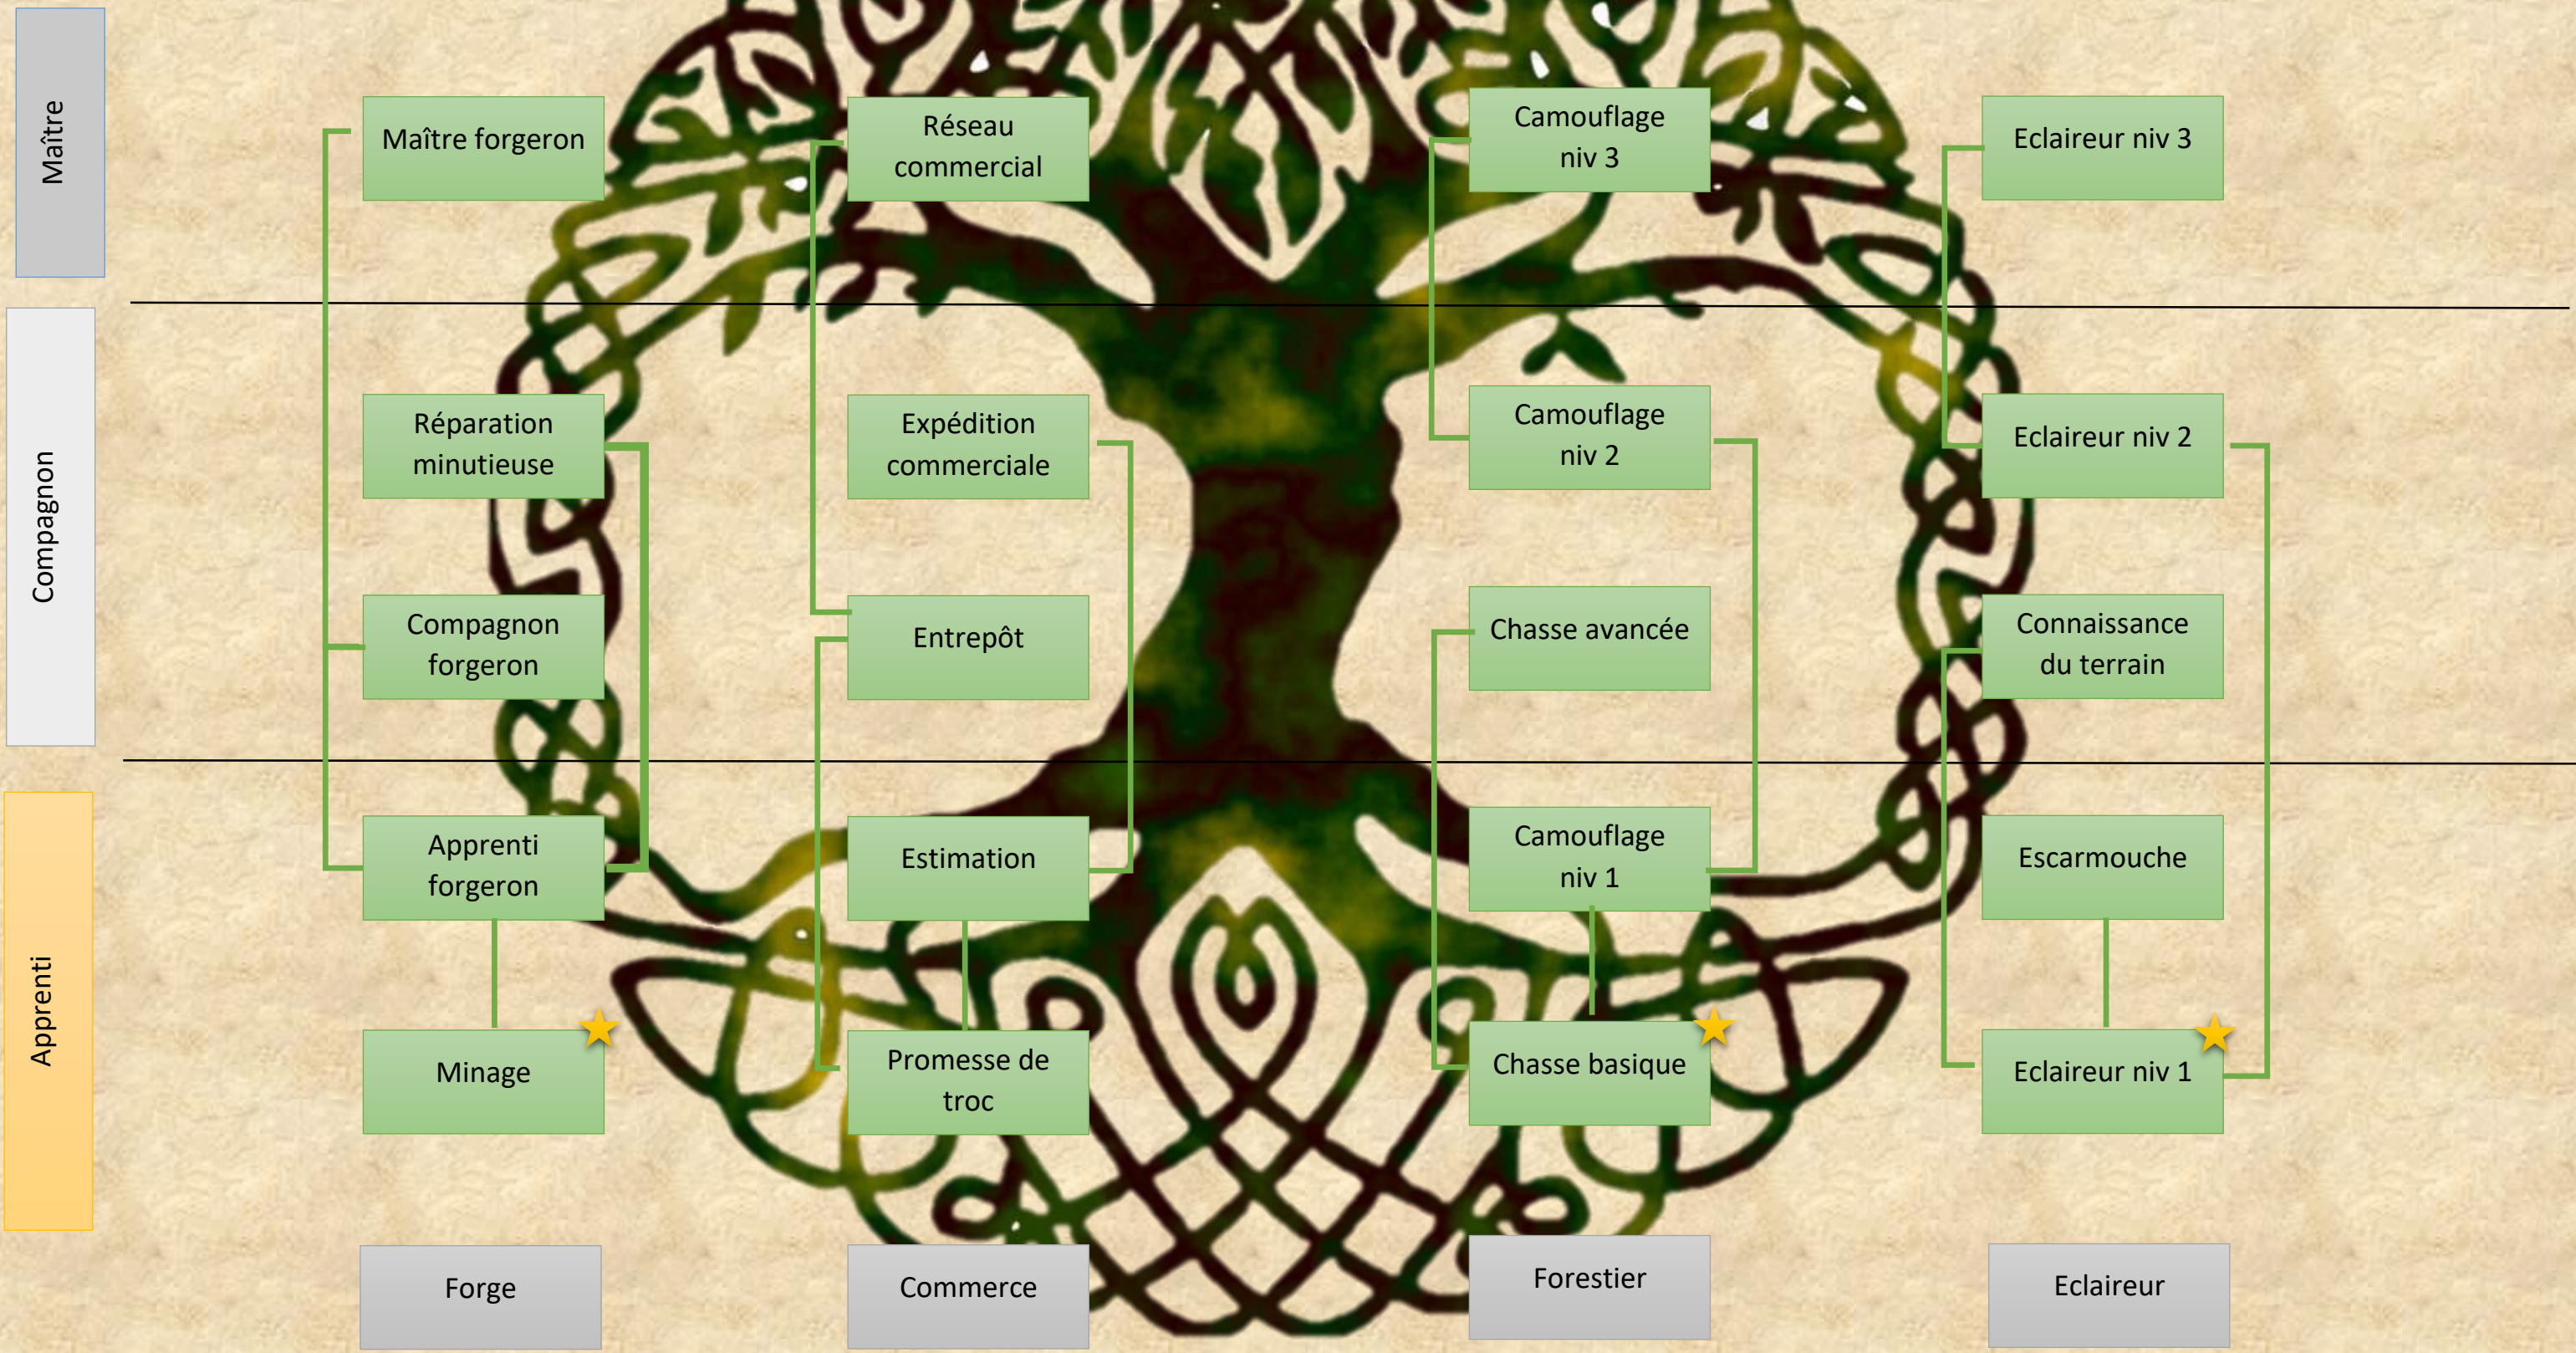 Maître
Maître forgeron
Réseau
commercial
Camouflage
niv 3
Eclaireur niv 3
Compagnon
Réparation
minutieuse
Expédition
commerciale
Camouflage
niv 2
Eclaireur niv 2
Compagnon
forgeron
Entrepôt
Chasse avancée
Connaissance
du terrain
Apprenti
Apprenti
forgeron
Estimation
Camouflage
niv 1
Escarmouche
Minage
Promesse de
troc
Chasse basique
Eclaireur niv 1
Forge
Commerce
Forestier
Eclaireur